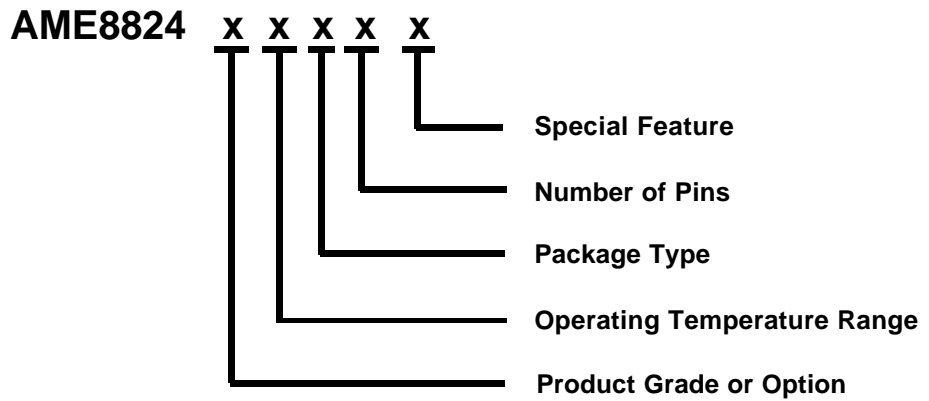 AME8824 x x x x x
Special Feature
Number of Pins
Package Type
Operating Temperature Range
Product Grade or Option